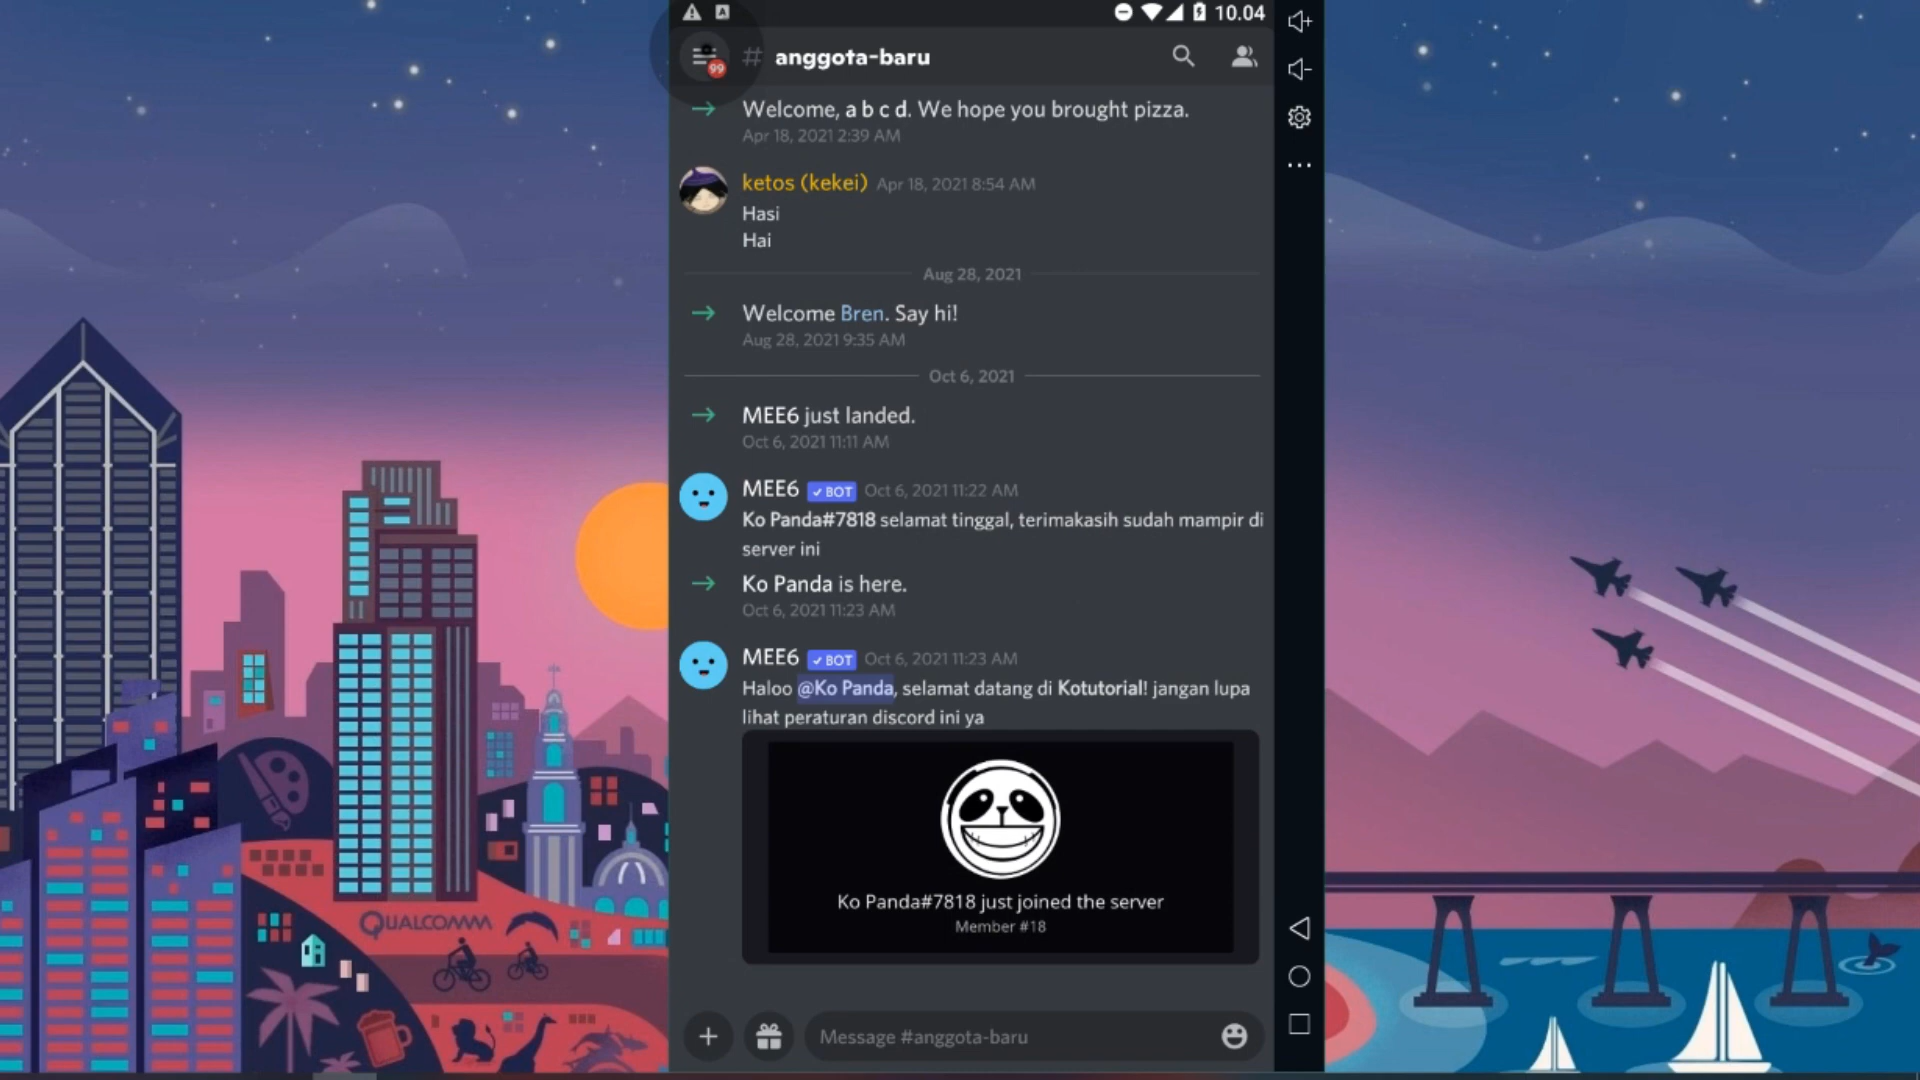 10.04
99
# anggota-baru
Welcome, a b c d. We hope you brought pizza.
Apr 18, 2021 2:39 AM
ketos (kekei) Apr 18, 2021 8:54 AM
Hasi
Hai
Aug 28, 2021
Welcome Bren. Say hi!
Aug 28, 2021 9:35 AM
Oct 6, 2021
MEE6 just landed.
Oct 6, 2021 11:11 AM
MEE6 ✓ BOT Oct 6, 2021 11:22 AM
Ko Panda#7818 selamat tinggal, terimakasih sudah mampir di
server ini
Ko Panda is here.
Oct 6, 2021 11:23 AM
MEE6 ✓ BOT Oct 6, 2021 11:23 AM
Haloo @Ko Panda, selamat datang di Kotutorial! jangan lupa
lihat peraturan discord ini ya
Ko Panda#7818 just joined the server
Member #18
Message #anggota-baru
QUALCOMM